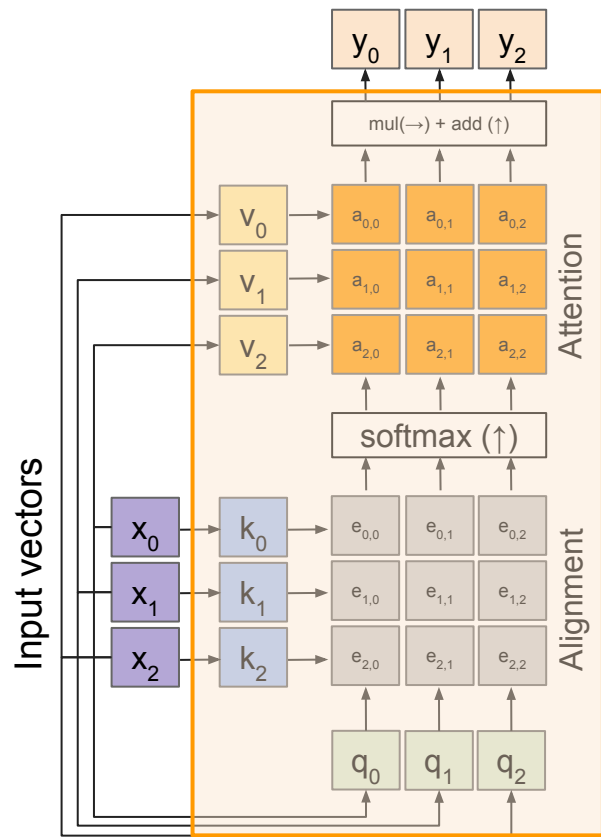 y0 y1 y2
mul(→) + add (↑)
v0 a0,0 a0,1 a0,2
v1 a1,0 a1,1 a1,2
v2 a2,0 a2,1 a2,2
Attention
softmax (↑)
Input vectors
x0 k0 e0,0 e0,1 e0,2
x1 k1 e1,0 e1,1 e1,2
x2 k2 e2,0 e2,1 e2,2
Alignment
q0 q1 q2